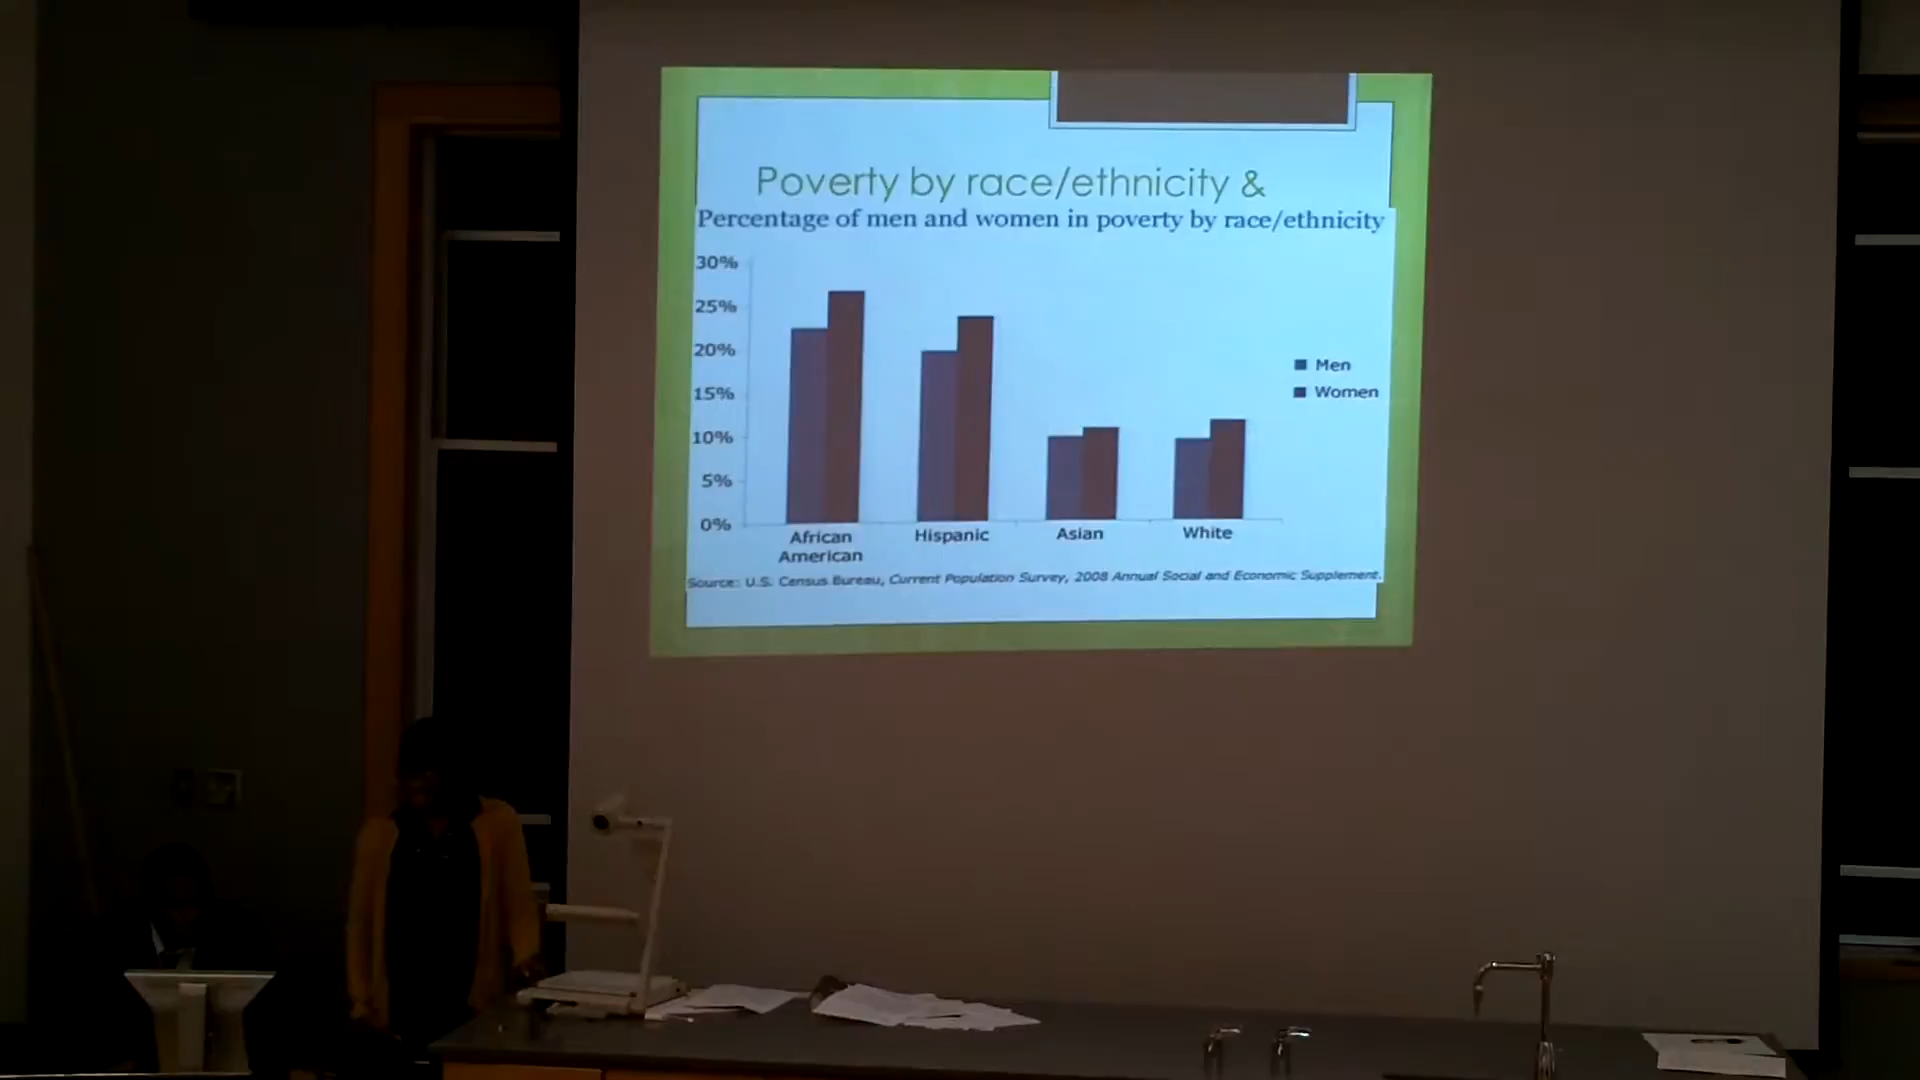 Poverty by race/ethnicity &
Percentage of men and women in poverty by race/ethnicity
30%
25%
20%
15%
10%
5%
0%
Men
Women
African American
Hispanic
Asian
White
Source: U.S. Census Bureau, Current Population Survey, 2008 Annual Social and Economic Supplement.